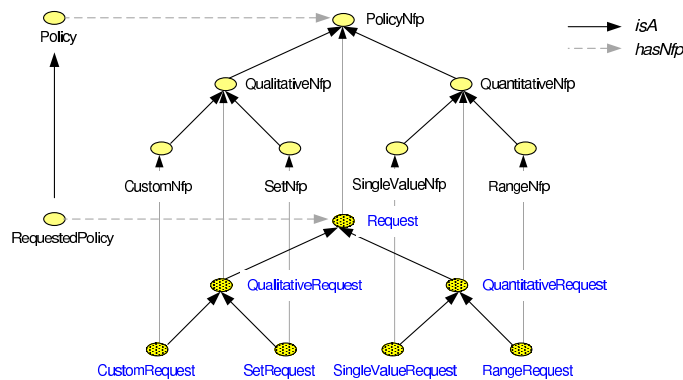 PolicyNfp
isA
Policy
hasNfp
QualitativeNfp
QuantitativeNfp
CustomNfp
SetNfp
SingleValueNfp
RangeNfp
Request
RequestedPolicy
QualitativeRequest
QuantitativeRequest
CustomRequest
SetRequest
SingleValueRequest
RangeRequest